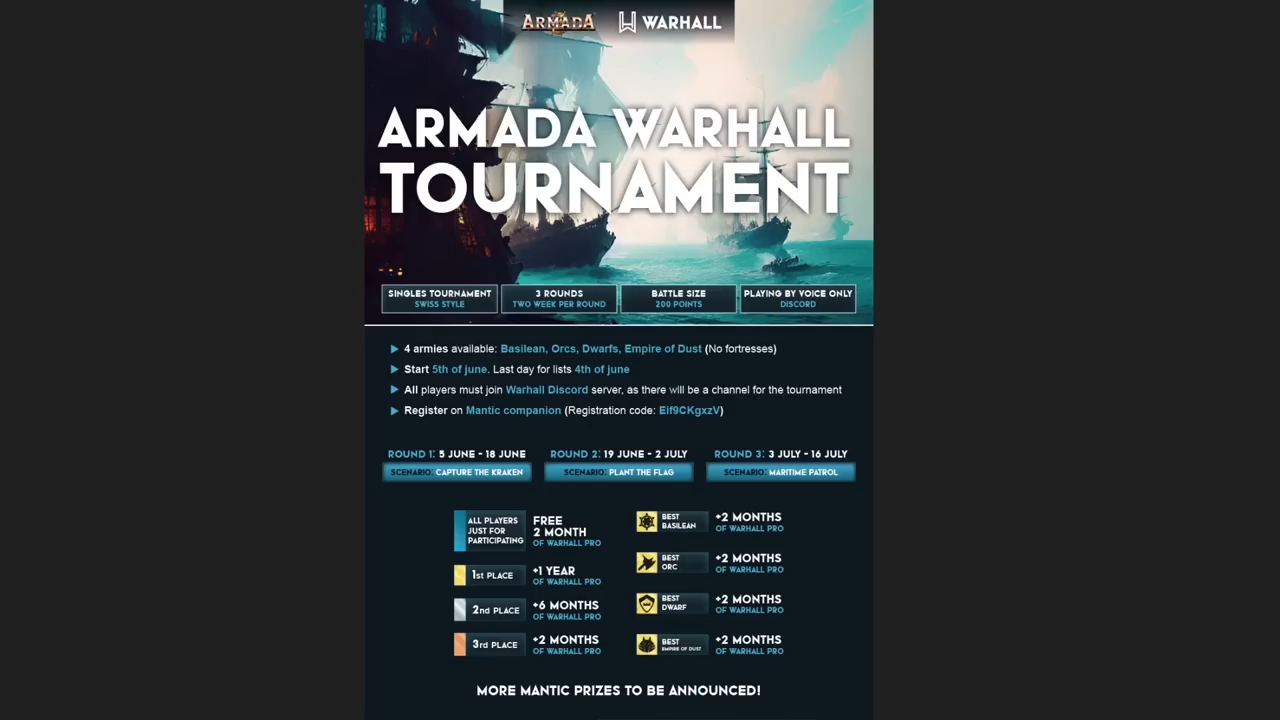 ARMADA WARHALL
ARMADA WARHALL
TOURNAMENT
SINGLES TOURNAMENT
SWISS STYLE
3 ROUNDS
TWO WEEK PER ROUND
BATTLE SIZE
200 POINTS
PLAYING BY VOICE ONLY
DISCORD
4 armies available: Basilean, Orcs, Dwarfs, Empire of Dust (No fortresses)
Start 5th of june. Last day for lists 4th of june
All players must join Warhall Discord server, as there will be a channel for the tournament
Register on Mantic companion (Registration code: Eif9CKgxzV)
ROUND 1: 5 JUNE - 18 JUNE
SCENARIO: CAPTURE THE KRAKEN
ROUND 2: 19 JUNE - 2 JULY
SCENARIO: PLANT THE FLAG
ROUND 3: 3 JULY - 16 JULY
SCENARIO: MARITIME PATROL
ALL PLAYERS
JUST FOR
PARTICIPATING
FREE
2 MONTH
OF WARHALL PRO
1st PLACE
+1 YEAR
OF WARHALL PRO
2nd PLACE
+6 MONTHS
OF WARHALL PRO
3rd PLACE
+2 MONTHS
OF WARHALL PRO
BEST
BASILEAN
+2 MONTHS
OF WARHALL PRO
BEST
ORC
+2 MONTHS
OF WARHALL PRO
BEST
DWARF
+2 MONTHS
OF WARHALL PRO
BEST
EMPIRE OF DUST
+2 MONTHS
OF WARHALL PRO
MORE MANTIC PRIZES TO BE ANNOUNCED!